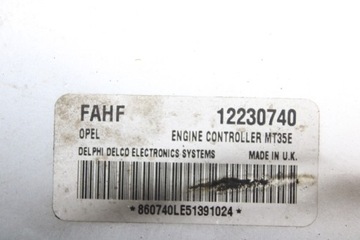 FAHF 12230740
OPEL ENGINE CONTROLLER MT35E
DELPHI DELCO ELECTRONICS SYSTEMS MADE IN U.K.
*860740LE51391024*